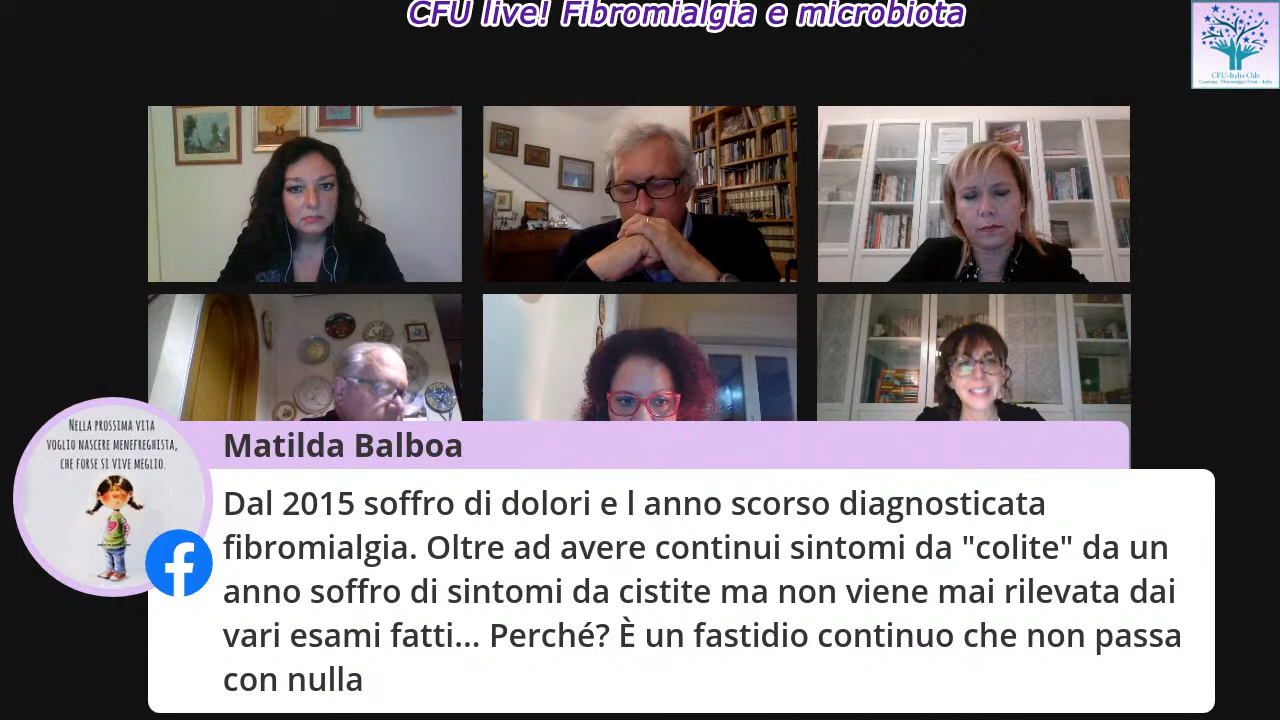 CFU live! Fibromialgia e microbiota
CFU-Italia Odv
NELLA PROSSIMA VITA
VOGLIO NASCERE MENEFREGHISTA,
CHE FORSE SI VIVE MEGLIO.
Matilda Balboa
Dal 2015 soffro di dolori e l anno scorso diagnosticata
fibromialgia. Oltre ad avere continui sintomi da "colite" da un
anno soffro di sintomi da cistite ma non viene mai rilevata dai
vari esami fatti... Perché? È un fastidio continuo che non passa
con nulla